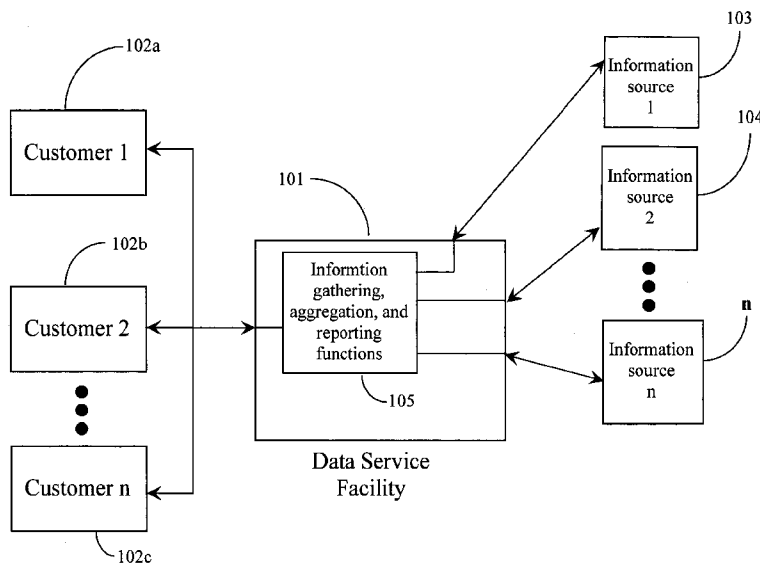 102a
Customer 1
102b
Customer 2
Customer n
102c
101
Informtion
gathering,
aggregation, and
reporting
functions
105
Data Service
Facility
103
Information
source
1
104
Information
source
2
n
Information
source
n